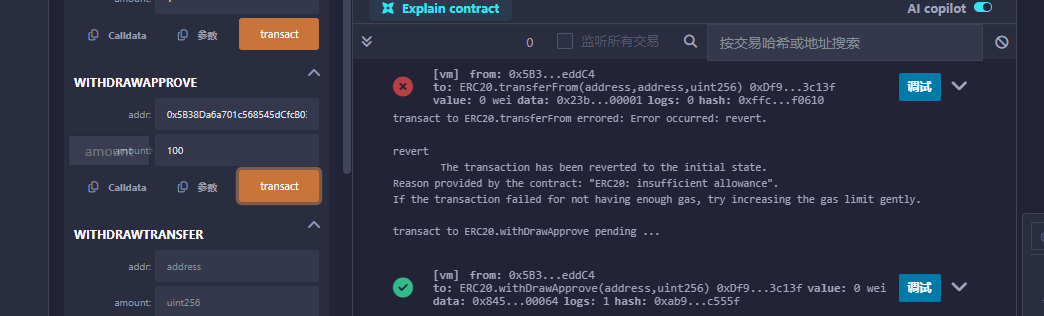 amount:
Calldata
参数
transact
WITHDRAWAPPROVE
addr:
0x5B38Da6a701c568545dCfcB03
amount:
amount
100
Calldata
参数
transact
WITHDRAWTRANSFER
addr:
address
amount:
uint256
Explain contract
AI copilot
0
监听所有交易
按交易哈希或地址搜索
[vm] from: 0x5B3...eddC4
to: ERC20.transferFrom(address,address,uint256) 0xDf9...3c13f
value: 0 wei data: 0x23b...00001 logs: 0 hash: 0xffc...f0610
调试
transact to ERC20.transferFrom errored: Error occurred: revert.
revert
The transaction has been reverted to the initial state.
Reason provided by the contract: "ERC20: insufficient allowance".
If the transaction failed for not having enough gas, try increasing the gas limit gently.
transact to ERC20.withDrawApprove pending ...
[vm] from: 0x5B3...eddC4
to: ERC20.withDrawApprove(address,uint256) 0xDf9...3c13f value: 0 wei
data: 0x845...00064 logs: 1 hash: 0xab9...c555f
调试